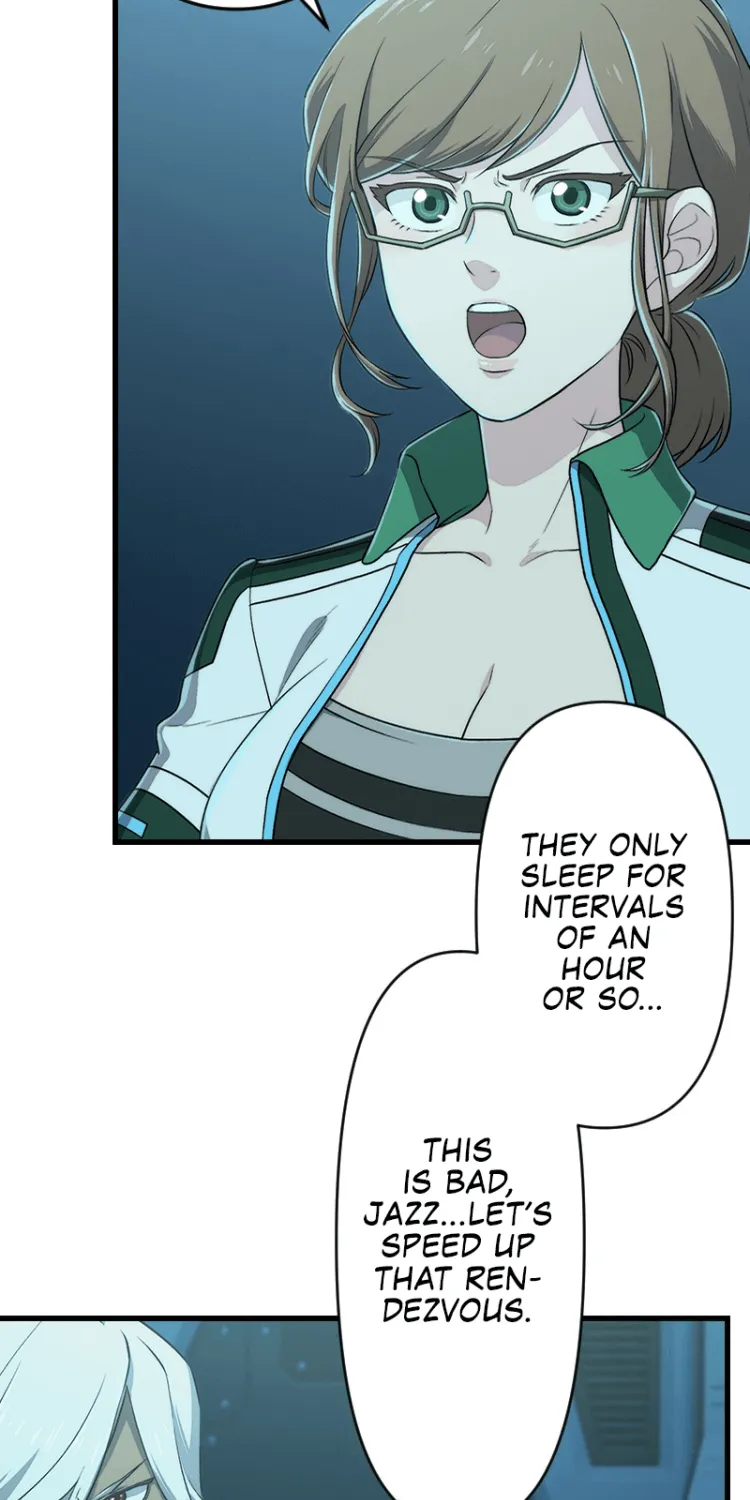 THEY ONLY
SLEEP FOR
INTERVALS
OF AN
HOUR
OR SO...
THIS
IS BAD,
JAZZ...LET'S
SPEED UP
THAT REN-
DEZVOUS.